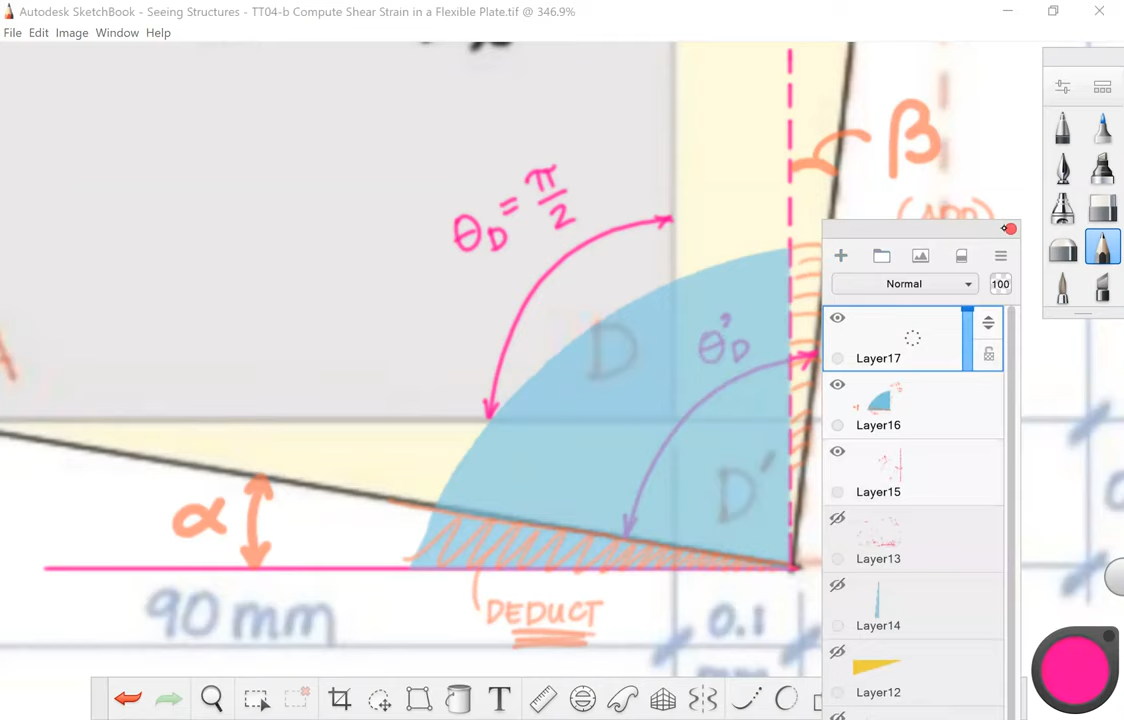 Autodesk SketchBook - Seeing Structures - TT04-b Compute Shear Strain in a Flexible Plate.tif @ 346.9%
File Edit Image Window Help
β
(ADD)
θD = π/2
Normal
100
D
θ'D
Layer17
Layer16
Layer15
D'
α
Layer13
90 mm
DEDUCT
0.1
Layer14
Layer12
T